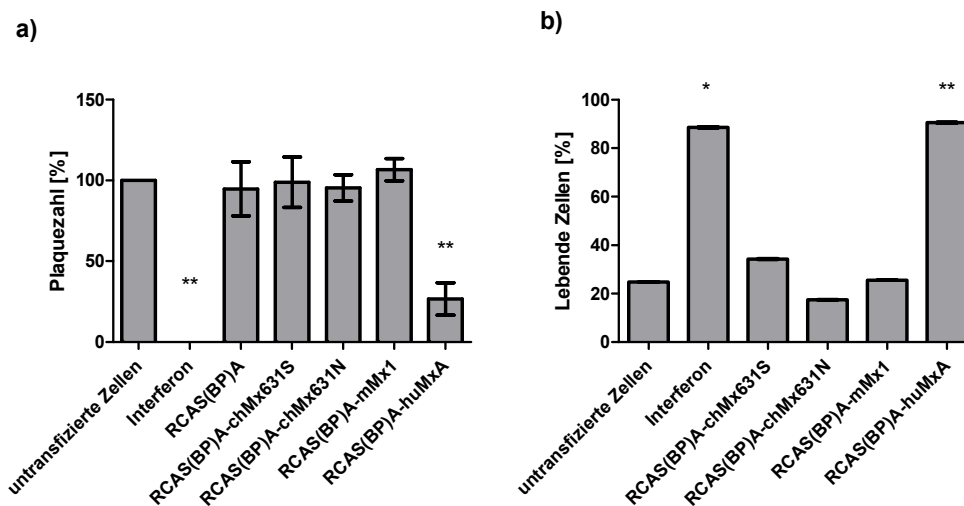 a)
150
100
50
0
Plaquezahl [%]
**
**
untransfizierte Zellen
Interferon
RCAS(BP)A
RCAS(BP)A-chMx631S
RCAS(BP)A-chMx631N
RCAS(BP)A-mMx1
RCAS(BP)A-huMxA
b)
100
80
60
40
20
0
Lebende Zellen [%]
*
**
untransfizierte Zellen
Interferon
RCAS(BP)A-chMx631S
RCAS(BP)A-chMx631N
RCAS(BP)A-mMx1
RCAS(BP)A-huMxA